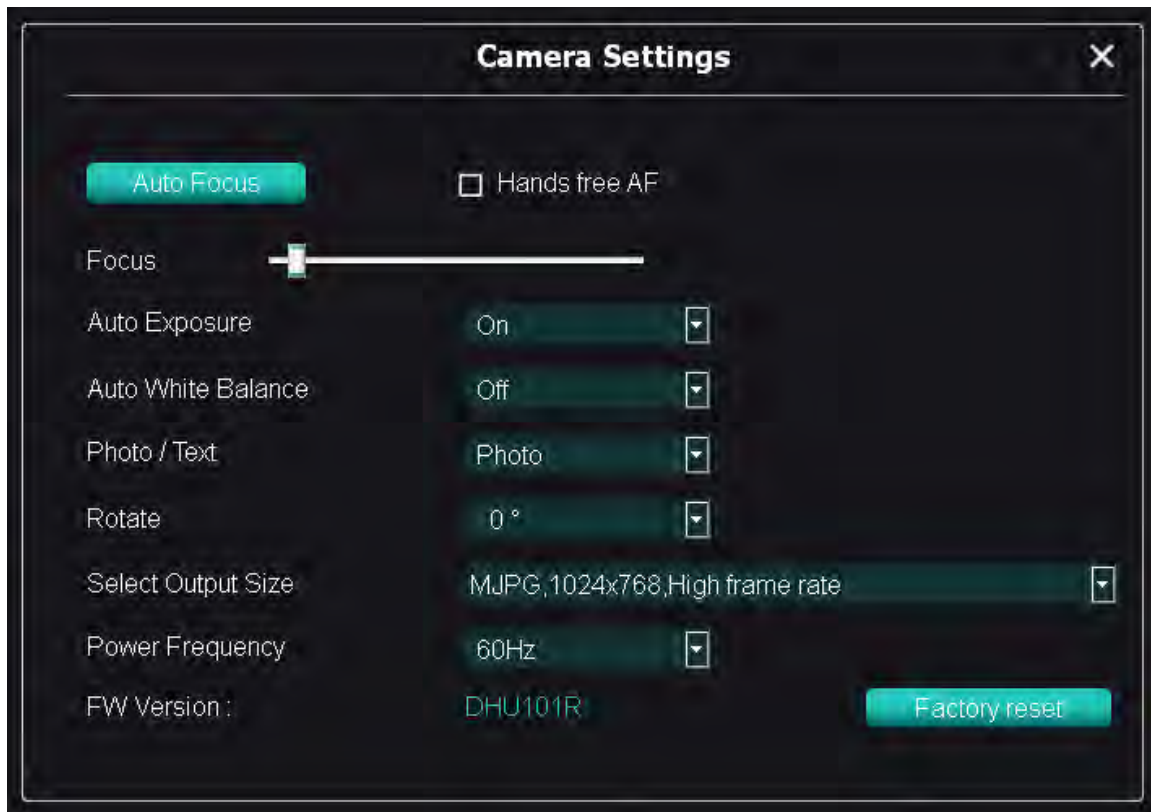 Camera Settings
Auto Focus
Hands free AF
Focus
Auto Exposure
On
Auto White Balance
Off
Photo / Text
Photo
Rotate
0 °
Select Output Size
MJPG,1024x768,High frame rate
Power Frequency
60Hz
FW Version :
DHU101R
Factory reset